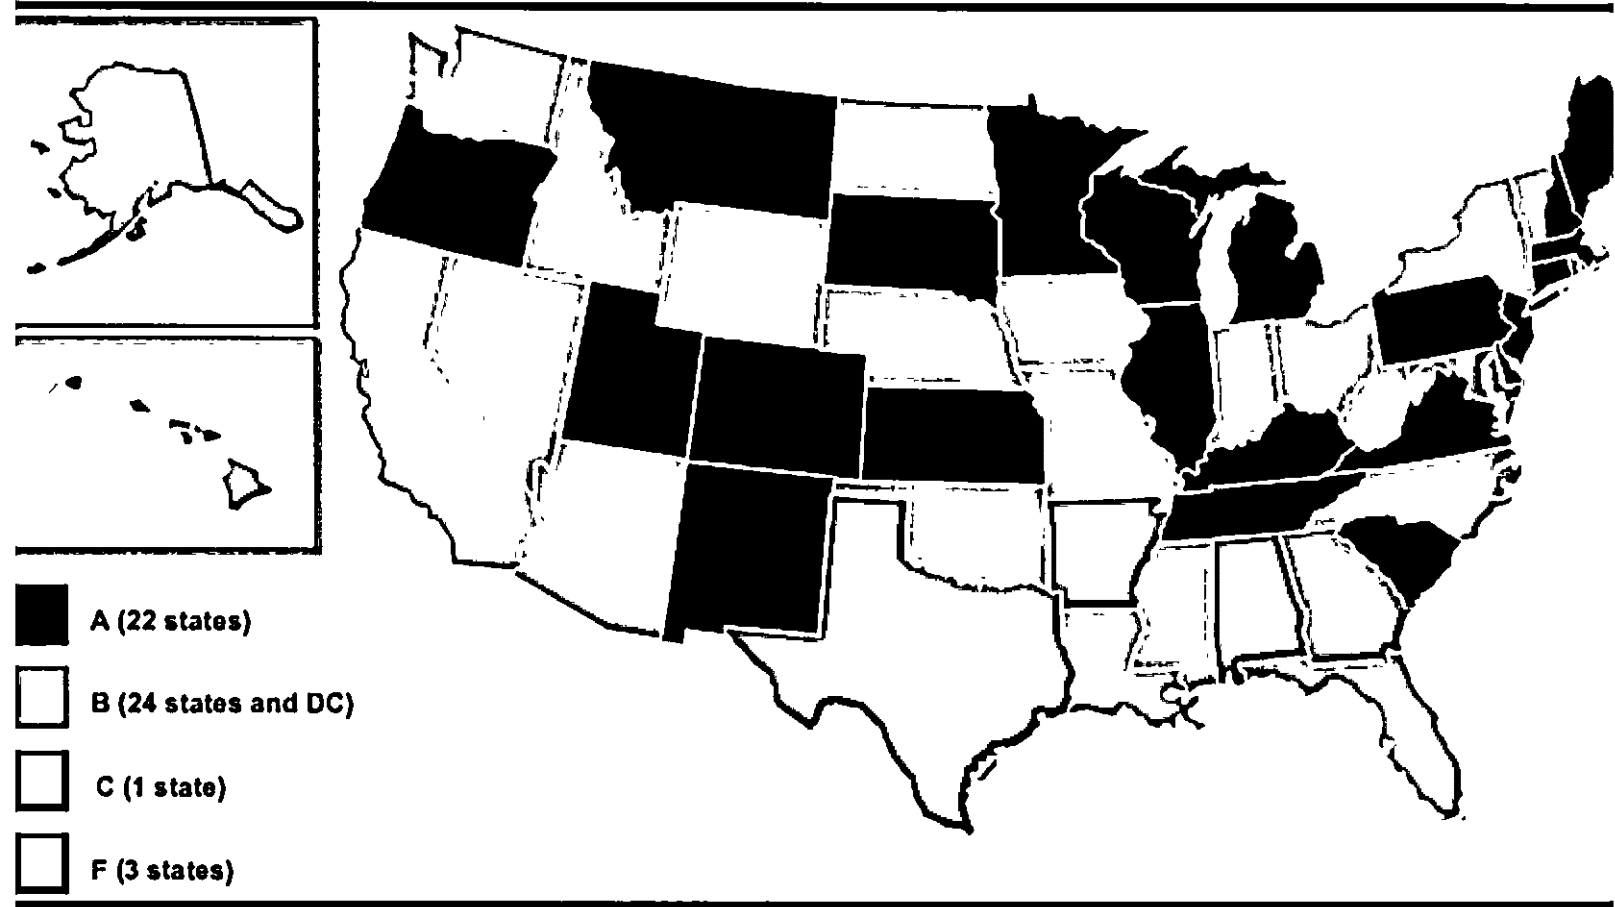 A (22 states)
B (24 states and DC)
C (1 state)
F (3 states)